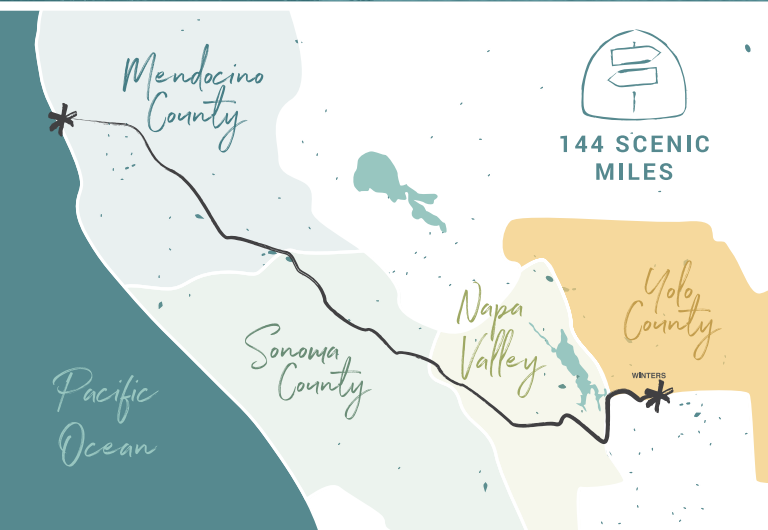 Mendocino
County
144 SCENIC
MILES
Yolo
County
Napa
Valley
Sonoma
County
WINTERS
Pacific
Ocean